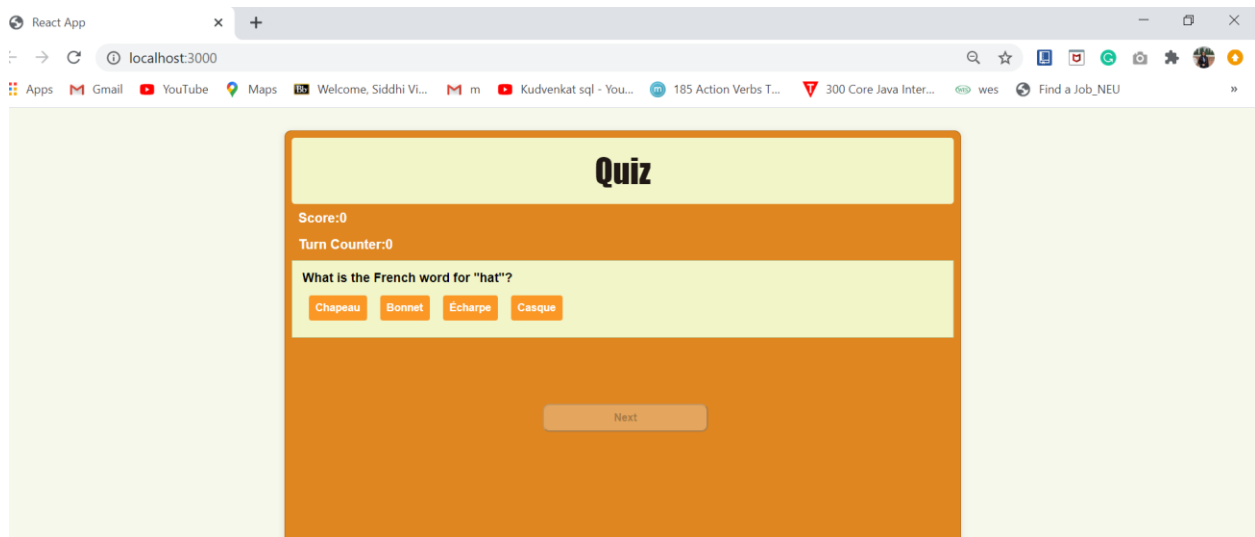 React App
localhost:3000
Apps Gmail YouTube Maps Bb Welcome, Siddhi Vi... m Kudvenkat sql - You... m 185 Action Verbs T... 300 Core Java Inter... wes Find a Job_NEU »
Quiz
Score:0
Turn Counter:0
What is the French word for "hat"?
Chapeau Bonnet Écharpe Casque
Next